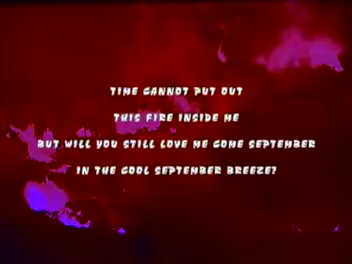 TIME CANNOT PUT OUT
THIS FIRE INSIDE ME
BUT WILL YOU STILL LOVE ME COME SEPTEMBER
IN THE COOL SEPTEMBER BREEZE?